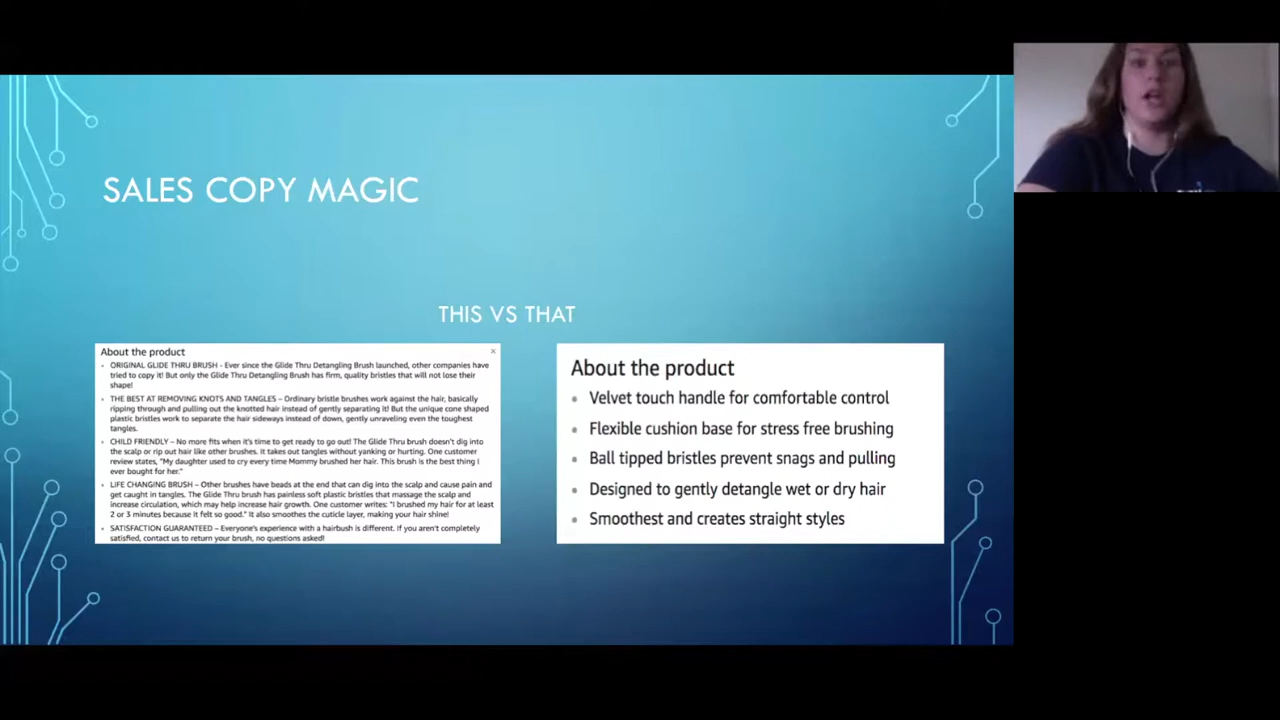 SALES COPY MAGIC
THIS VS THAT
About the product
ORIGINAL GLIDE THRU BRUSH - Ever since the Glide Thru Detangling Brush launched, other companies have
tried to copy it! But only the Glide Thru Detangling Brush has firm, quality bristles that will not lose their
shape!
THE BEST AT REMOVING KNOTS AND TANGLES – Ordinary bristle brushes work against the hair, basically
ripping through and pulling out the knotted hair instead of gently separating it! But the unique cone shaped
plastic bristles work to separate the hair sideways instead of down, gently unraveling even the toughest
tangles.
CHILD FRIENDLY – No more fits when it's time to get ready to go out! The Glide Thru brush doesn't dig into
the scalp or rip out hair like other brushes. It takes out tangles without yanking or hurting. One customer
review states, "My daughter used to cry every time Mommy brushed her hair. This brush is the best thing I
ever bought for her."
LIFE CHANGING BRUSH – Other brushes have beads at the end that can dig into the scalp and cause pain and
get caught in tangles. The Glide Thru brush has painless soft plastic bristles that massage the scalp and
increase circulation, which may help increase hair growth. One customer writes: "I brushed my hair for at least
2 or 3 minutes because it felt so good." It also smoothes the cuticle layer, making your hair shine!
SATISFACTION GUARANTEED – Everyone's experience with a hairbush is different. If you aren't completely
satisfied, contact us to return your brush, no questions asked!
About the product
Velvet touch handle for comfortable control
Flexible cushion base for stress free brushing
Ball tipped bristles prevent snags and pulling
Designed to gently detangle wet or dry hair
Smoothest and creates straight styles